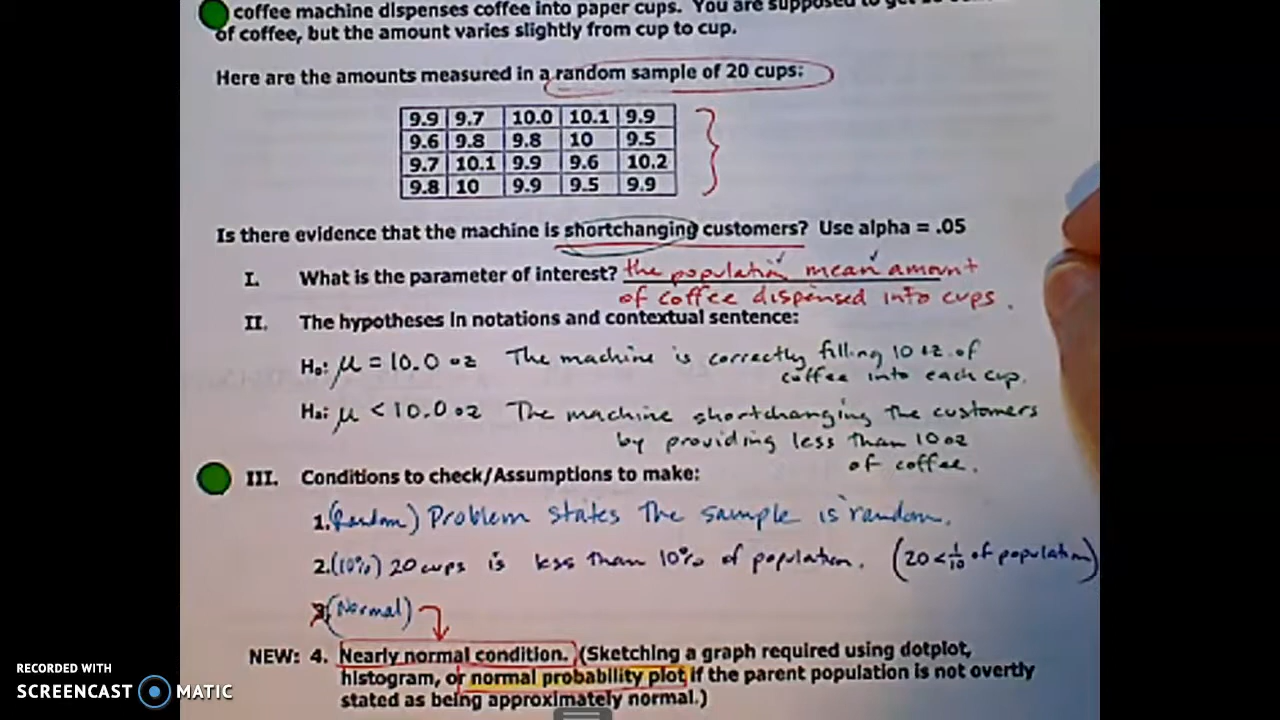 coffee machine dispenses coffee into paper cups. You are supposed to get
of coffee, but the amount varies slightly from cup to cup.
Here are the amounts measured in a random sample of 20 cups:
9.9 9.7 10.0 10.1 9.9
9.6 9.8 9.8 10 9.5
9.7 10.1 9.9 9.6 10.2
9.8 10 9.9 9.5 9.9
Is there evidence that the machine is shortchanging customers? Use alpha = .05
I. What is the parameter of interest? the population mean amount
of coffee dispensed into cups.
II. The hypotheses in notations and contextual sentence:
H₀: μ = 10.0 oz The machine is correctly filling 10 oz. of
coffee into each cup.
Hₐ: μ < 10.0 oz The machine shortchanging the customers
by providing less than 10 oz
of coffee.
III. Conditions to check/Assumptions to make:
1. (Random) Problem states the sample is random.
2. (10%) 20 cups is less than 10% of population. (20 < 1/10 of population)
3. (Normal)
NEW: 4. Nearly normal condition. (Sketching a graph required using dotplot,
histogram, or normal probability plot if the parent population is not overtly
stated as being approximately normal.)
RECORDED WITH
SCREENCAST MATIC